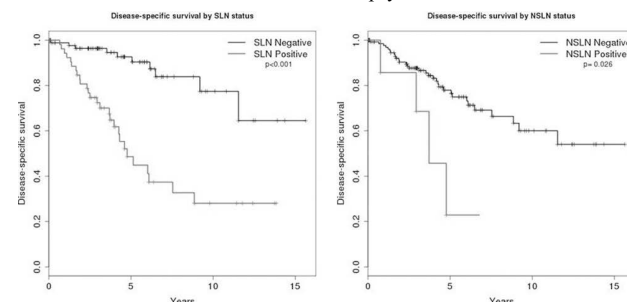 Disease-specific survival by SLN status
SLN Negative
SLN Positive
p<0.001
Disease-specific survival
1.0
0.8
0.6
0.4
0.2
0.0
0
5
10
15
Years
Disease-specific survival by NSLN status
NSLN Negative
NSLN Positive
p= 0.026
Disease-specific survival
1.0
0.8
0.6
0.4
0.2
0.0
0
5
10
15
Years